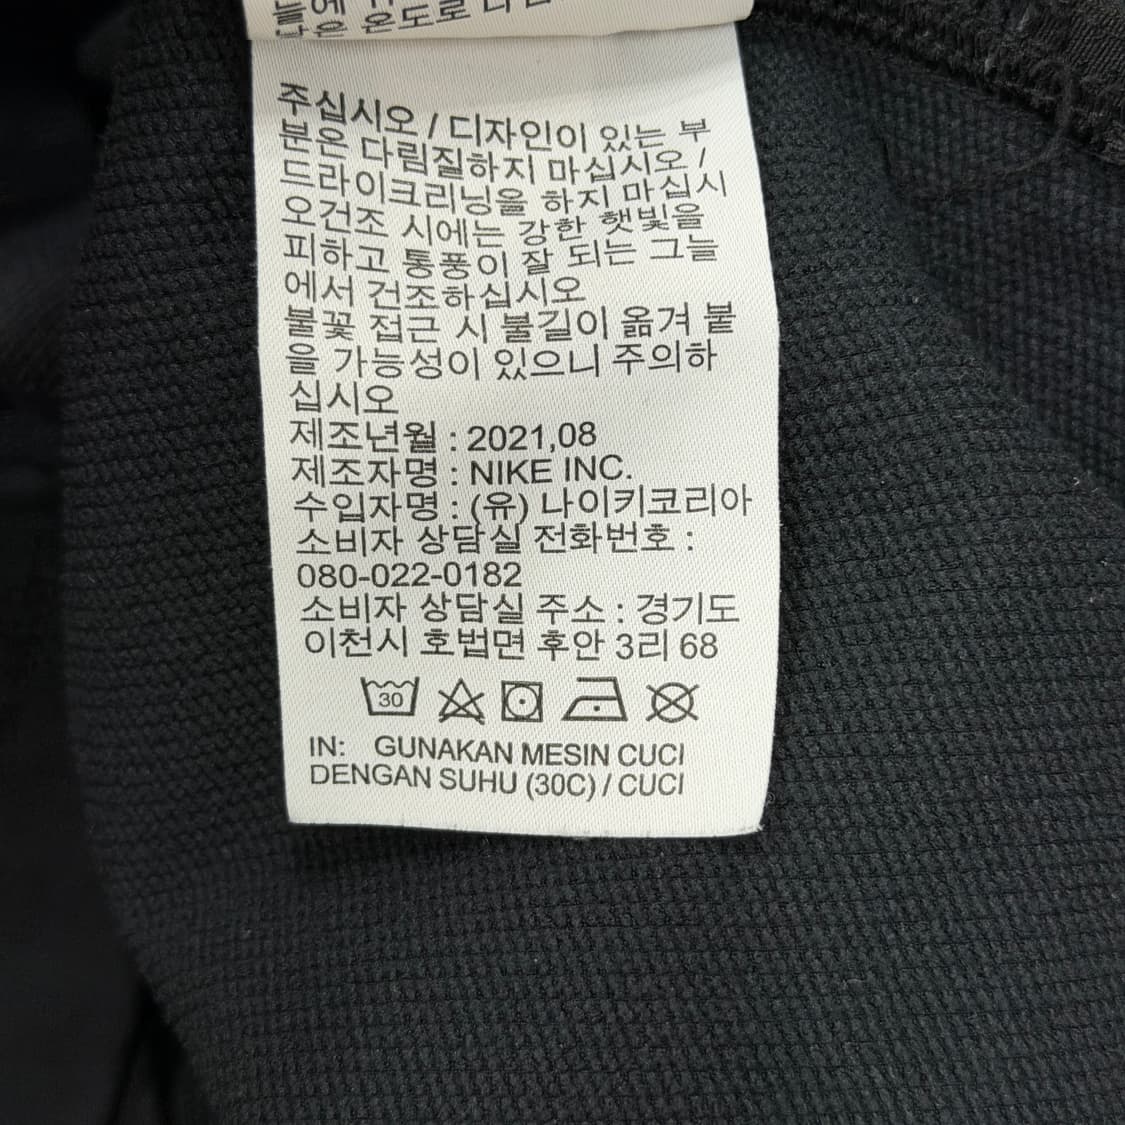 낮은 온도로
주십시오 / 디자인이 있는 부
분은 다림질하지 마십시오 /
드라이크리닝을 하지 마십시
오건조 시에는 강한 햇빛을
피하고 통풍이 잘 되는 그늘
에서 건조하십시오
불꽃 접근 시 불길이 옮겨 붙
을 가능성이 있으니 주의하
십시오
제조년월 : 2021,08
제조자명 : NIKE INC.
수입자명 : (유) 나이키코리아
소비자 상담실 전화번호 :
080-022-0182
소비자 상담실 주소 : 경기도
이천시 호법면 후안 3리 68
30
IN: GUNAKAN MESIN CUCI
DENGAN SUHU (30C) / CUCI